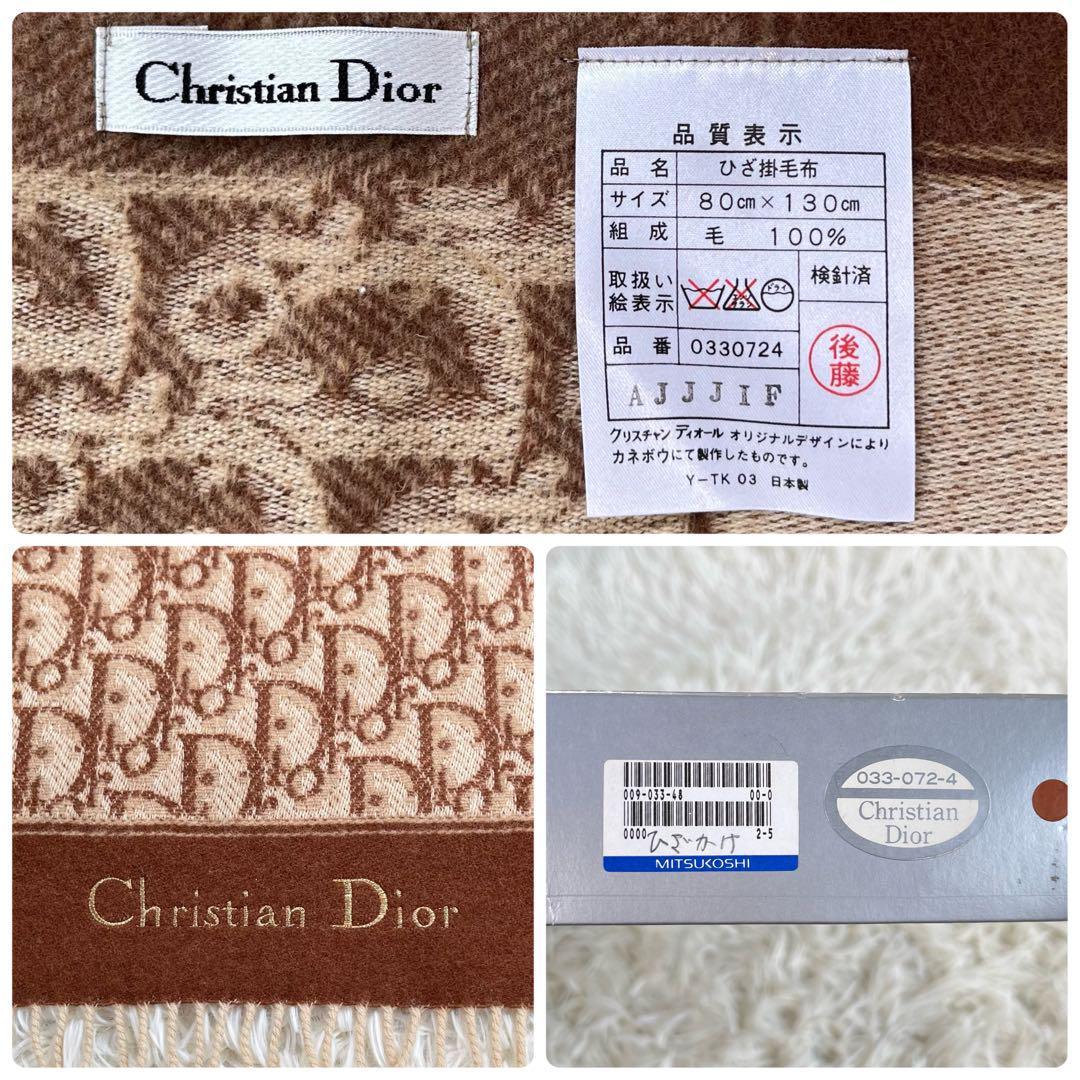 Christian Dior
品質表示
品名 ひざ掛毛布
サイズ 80㎝×130㎝
組成 毛 100%
取扱い
絵表示
ドライ
検針済
品番 0330724
後藤
AJJJIF
クリスチャン ディオール オリジナルデザインにより
カネボウにて製作したものです。
Y-TK 03 日本製
Christian Dior
009-033-48 00-0
0000 2-5
ひざかけ
MITSUKOSHI
033-072-4
Christian
Dior